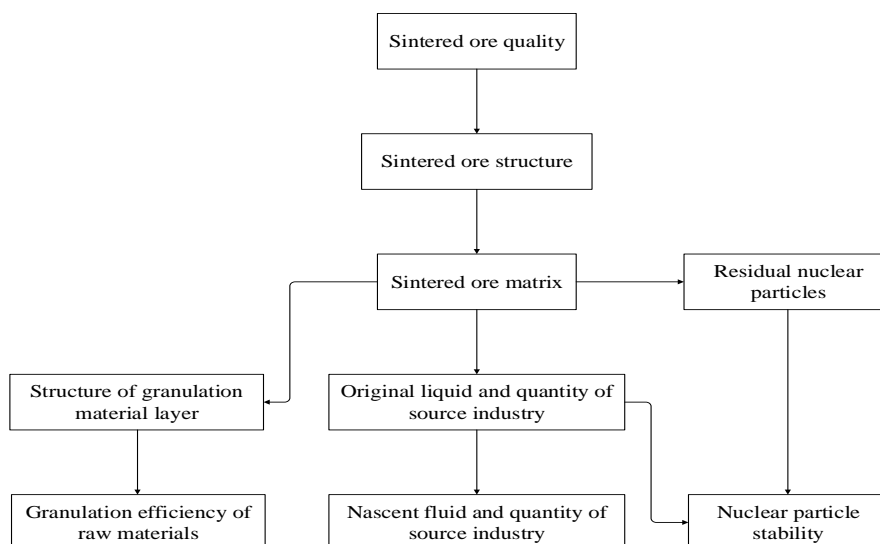 Sintered ore quality
Sintered ore structure
Sintered ore matrix
Residual nuclear
particles
Structure of granulation
material layer
Original liquid and quantity of
source industry
Granulation efficiency of
raw materials
Nascent fluid and quantity of
source industry
Nuclear particle
stability